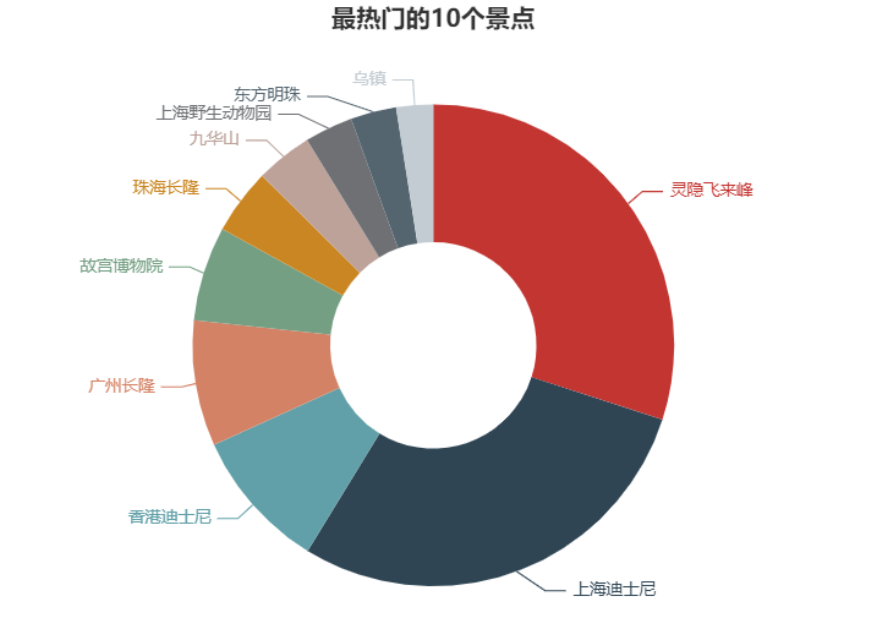 最热门的10个景点
乌镇
东方明珠
上海野生动物园
九华山
珠海长隆
灵隐飞来峰
故宫博物院
广州长隆
香港迪士尼
上海迪士尼